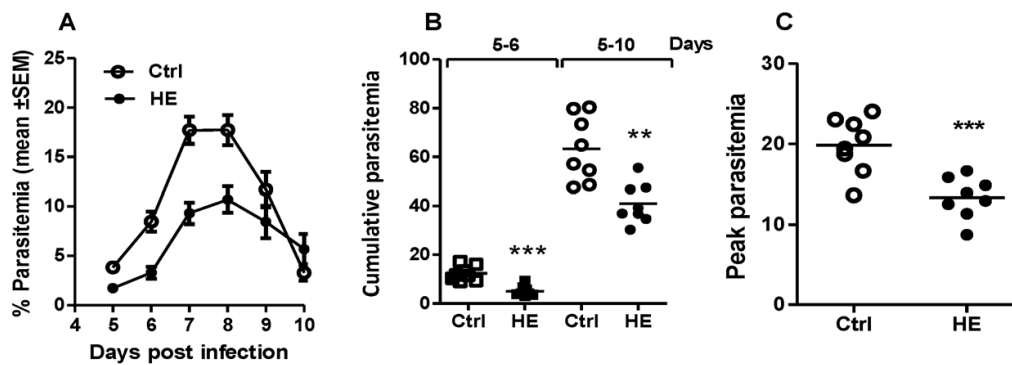 A
% Parasitemia (mean ±SEM)
25
20
15
10
5
0
Ctrl
HE
4 5 6 7 8 9 10
Days post infection
B
5-6 5-10 Days
Cumulative parasitemia
100
80
60
40
20
0
***
**
Ctrl HE Ctrl HE
C
Peak parasitemia
30
20
10
0
***
Ctrl HE